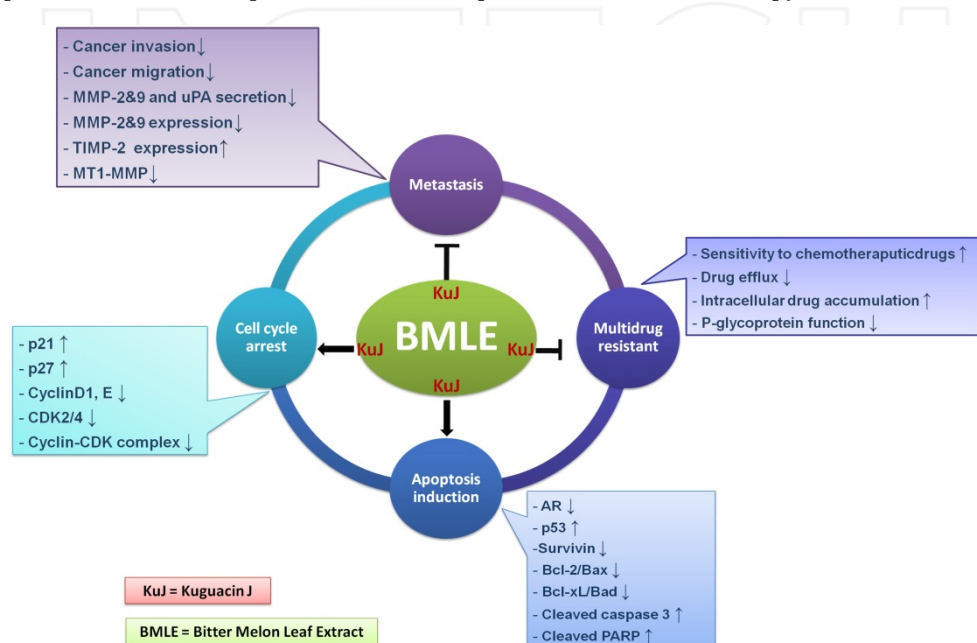 - Cancer invasion↓
- Cancer migration↓
- MMP-2&9 and uPA secretion↓
- MMP-2&9 expression↓
- TIMP-2 expression↑
- MT1-MMP↓
Metastasis
- Sensitivity to chemotheraputicdrugs ↑
- Drug efflux ↓
- Intracellular drug accumulation ↑
- P-glycoprotein function ↓
KuJ
Cell cycle
arrest
KuJ
BMLE
KuJ
Multidrug
resistant
KuJ
- p21 ↑
- p27 ↑
- CyclinD1, E ↓
- CDK2/4 ↓
- Cyclin-CDK complex ↓
Apoptosis
induction
- AR ↓
- p53 ↑
-Survivin ↓
- Bcl-2/Bax ↓
- Bcl-xL/Bad ↓
- Cleaved caspase 3 ↑
- Cleaved PARP ↑
KuJ = Kuguacin J
BMLE = Bitter Melon Leaf Extract